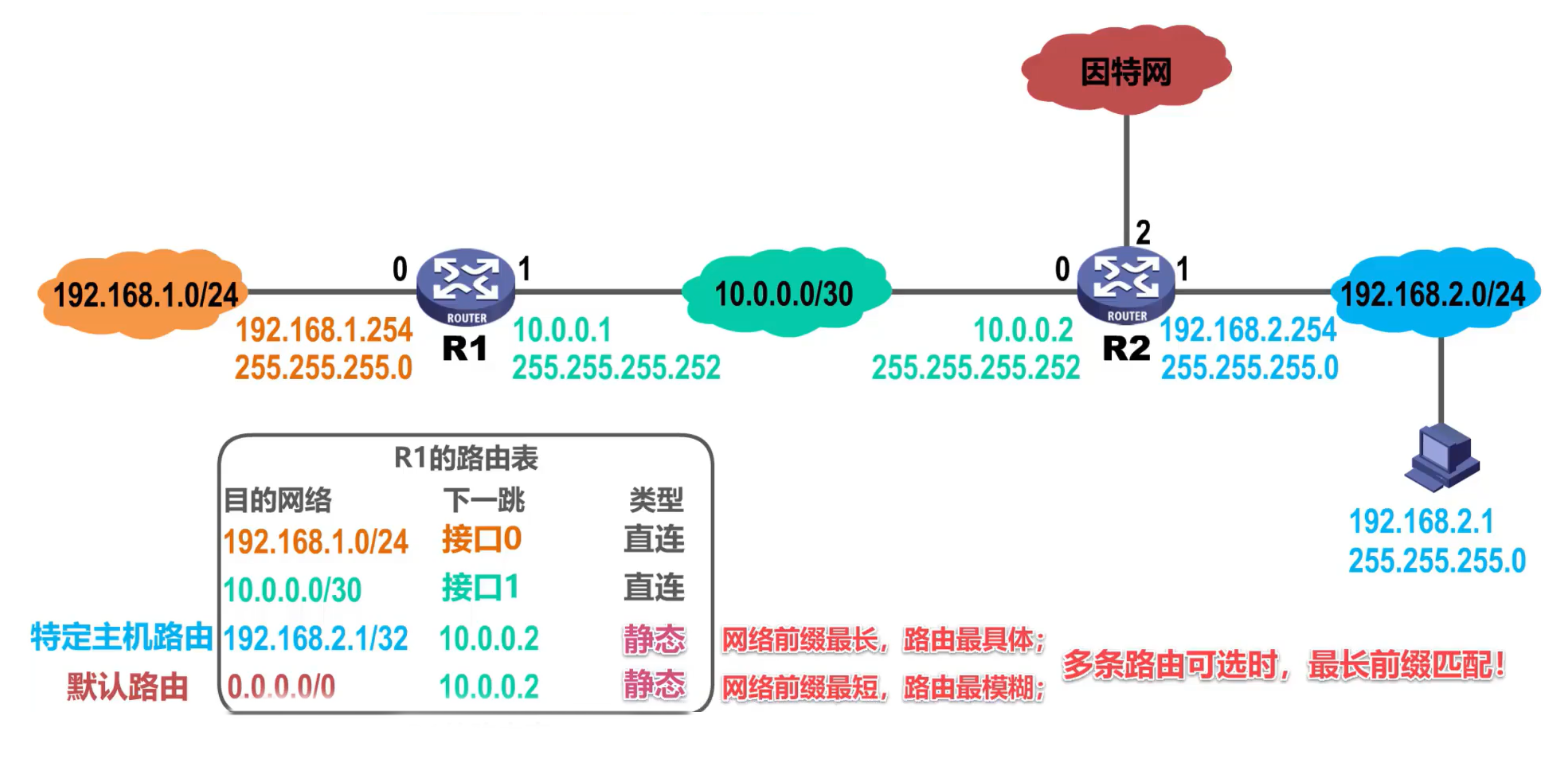 因特网
2
0
1
0
1
192.168.1.0/24
10.0.0.0/30
192.168.2.0/24
ROUTER
ROUTER
192.168.1.254
255.255.255.0
R1
10.0.0.1
255.255.255.252
10.0.0.2
255.255.255.252
R2
192.168.2.254
255.255.255.0
192.168.2.1
255.255.255.0
R1的路由表
目的网络 下一跳 类型
192.168.1.0/24 接口0 直连
10.0.0.0/30 接口1 直连
特定主机路由 192.168.2.1/32 10.0.0.2 静态 网络前缀最长，路由最具体；
默认路由 0.0.0.0/0 10.0.0.2 静态 网络前缀最短，路由最模糊；
多条路由可选时，最长前缀匹配！